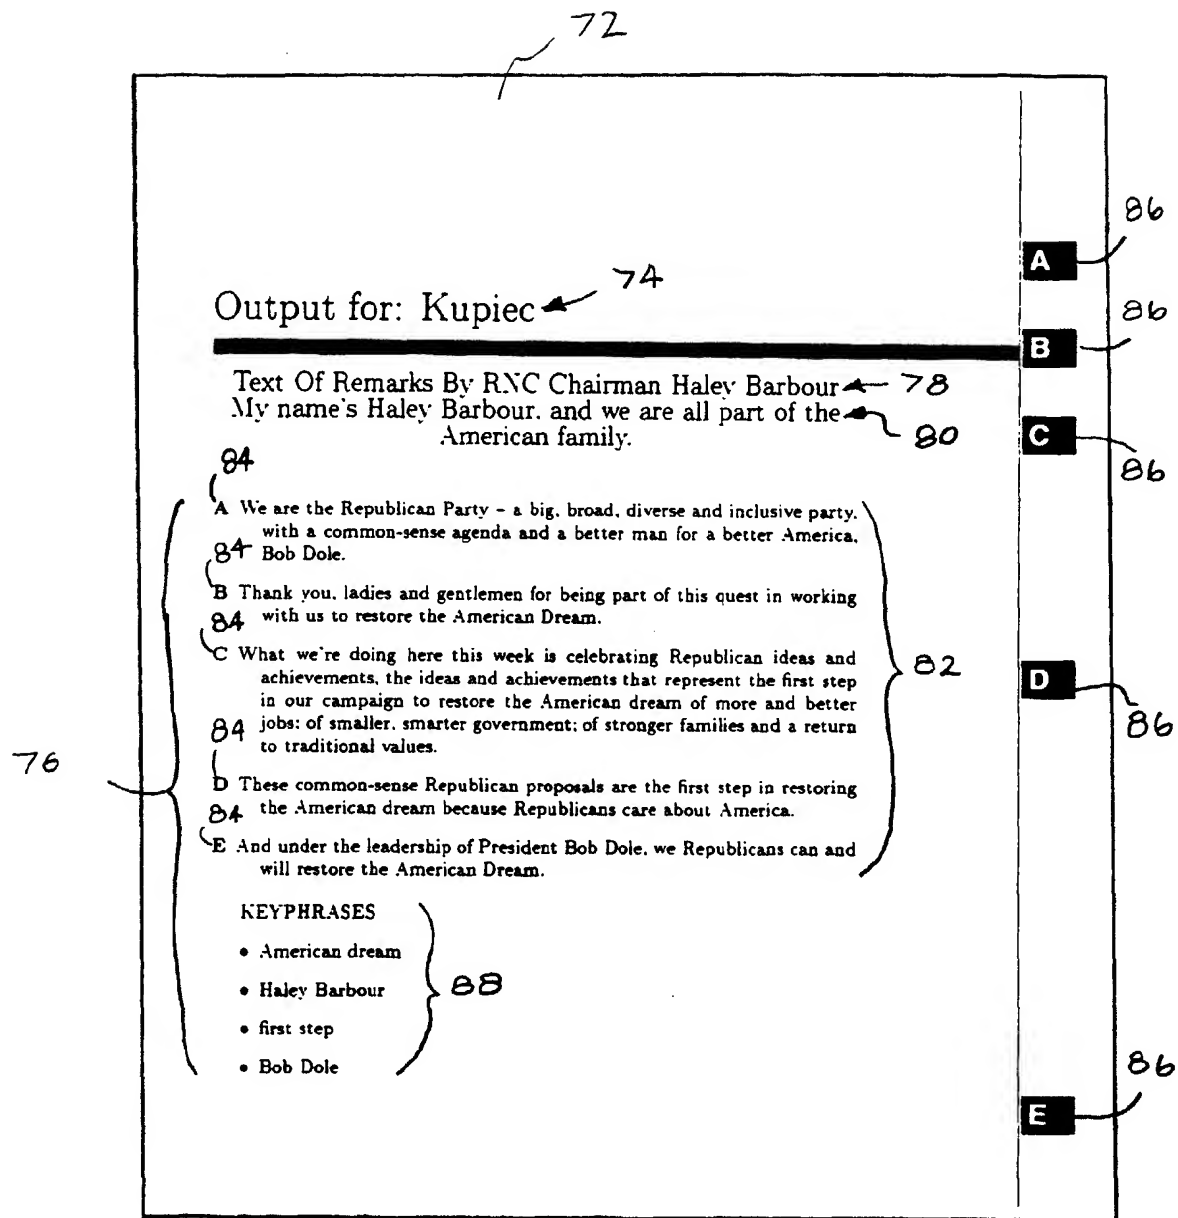 72
86
A
74
Output for: Kupiec
86
B
Text Of Remarks By RNC Chairman Haley Barbour
78
My name's Haley Barbour. and we are all part of the
American family.
80
C
86
84
A We are the Republican Party – a big, broad, diverse and inclusive party,
with a common-sense agenda and a better man for a better America,
84
Bob Dole.
B Thank you, ladies and gentlemen for being part of this quest in working
84
with us to restore the American Dream.
C What we're doing here this week is celebrating Republican ideas and
achievements, the ideas and achievements that represent the first step
in our campaign to restore the American dream of more and better
84
jobs; of smaller, smarter government; of stronger families and a return
to traditional values.
82
D
86
76
D These common-sense Republican proposals are the first step in restoring
84
the American dream because Republicans care about America.
E And under the leadership of President Bob Dole, we Republicans can and
will restore the American Dream.
KEYPHRASES
• American dream
• Haley Barbour
88
• first step
• Bob Dole
86
E